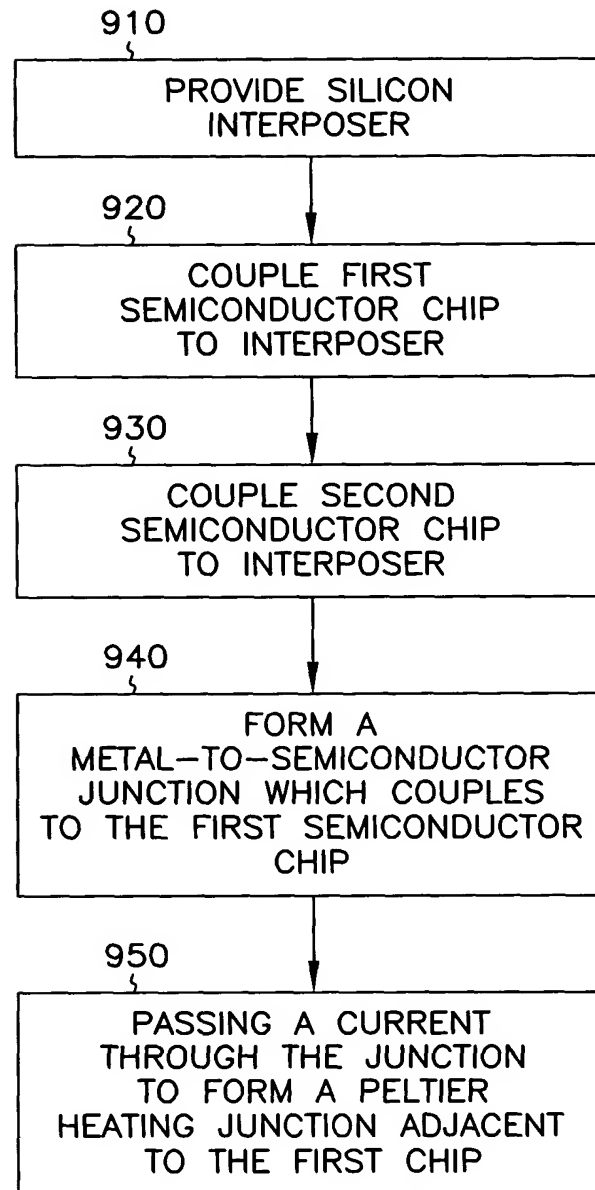 910
PROVIDE SILICON
INTERPOSER
920
COUPLE FIRST
SEMICONDUCTOR CHIP
TO INTERPOSER
930
COUPLE SECOND
SEMICONDUCTOR CHIP
TO INTERPOSER
940
FORM A
METAL-TO-SEMICONDUCTOR
JUNCTION WHICH COUPLES
TO THE FIRST SEMICONDUCTOR
CHIP
950
PASSING A CURRENT
THROUGH THE JUNCTION
TO FORM A PELTIER
HEATING JUNCTION ADJACENT
TO THE FIRST CHIP